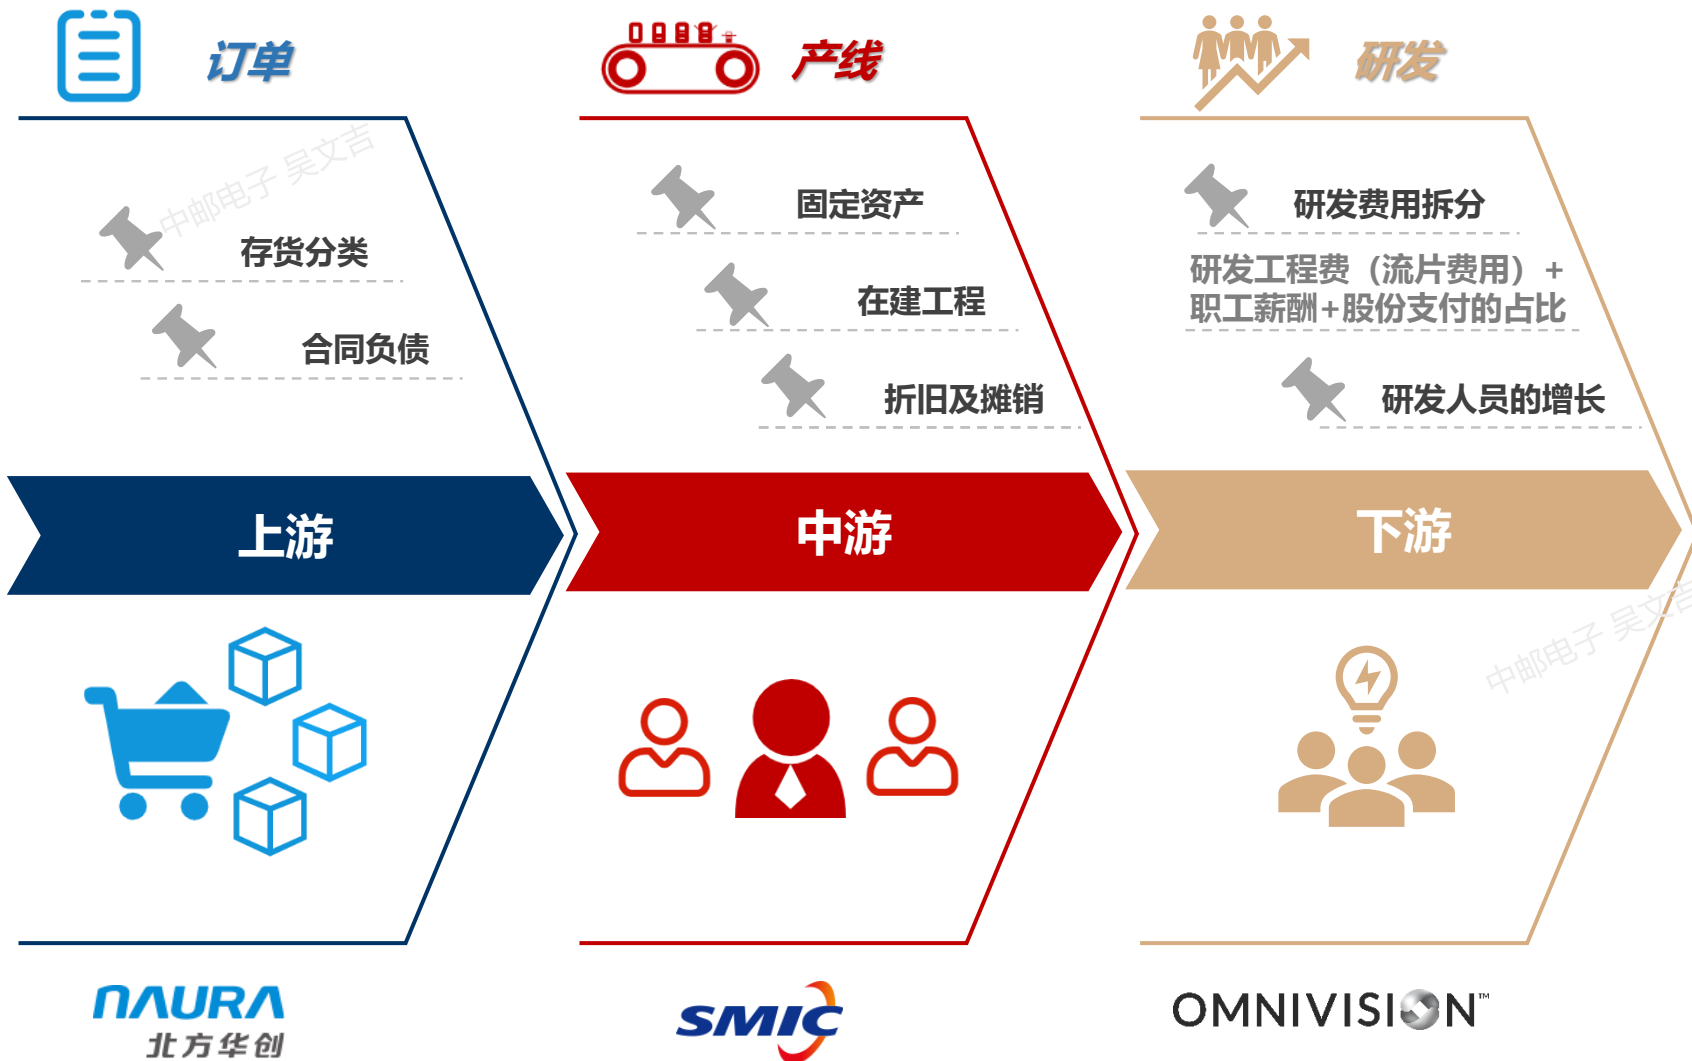 订单
产线
研发
中邮电子 吴文吉
存货分类
合同负债
固定资产
在建工程
折旧及摊销
研发费用拆分
研发工程费（流片费用）+
职工薪酬+股份支付的占比
研发人员的增长
上游
中游
下游
中邮电子 吴文吉
NAURA
北方华创
SMIC
OMNIVISION™